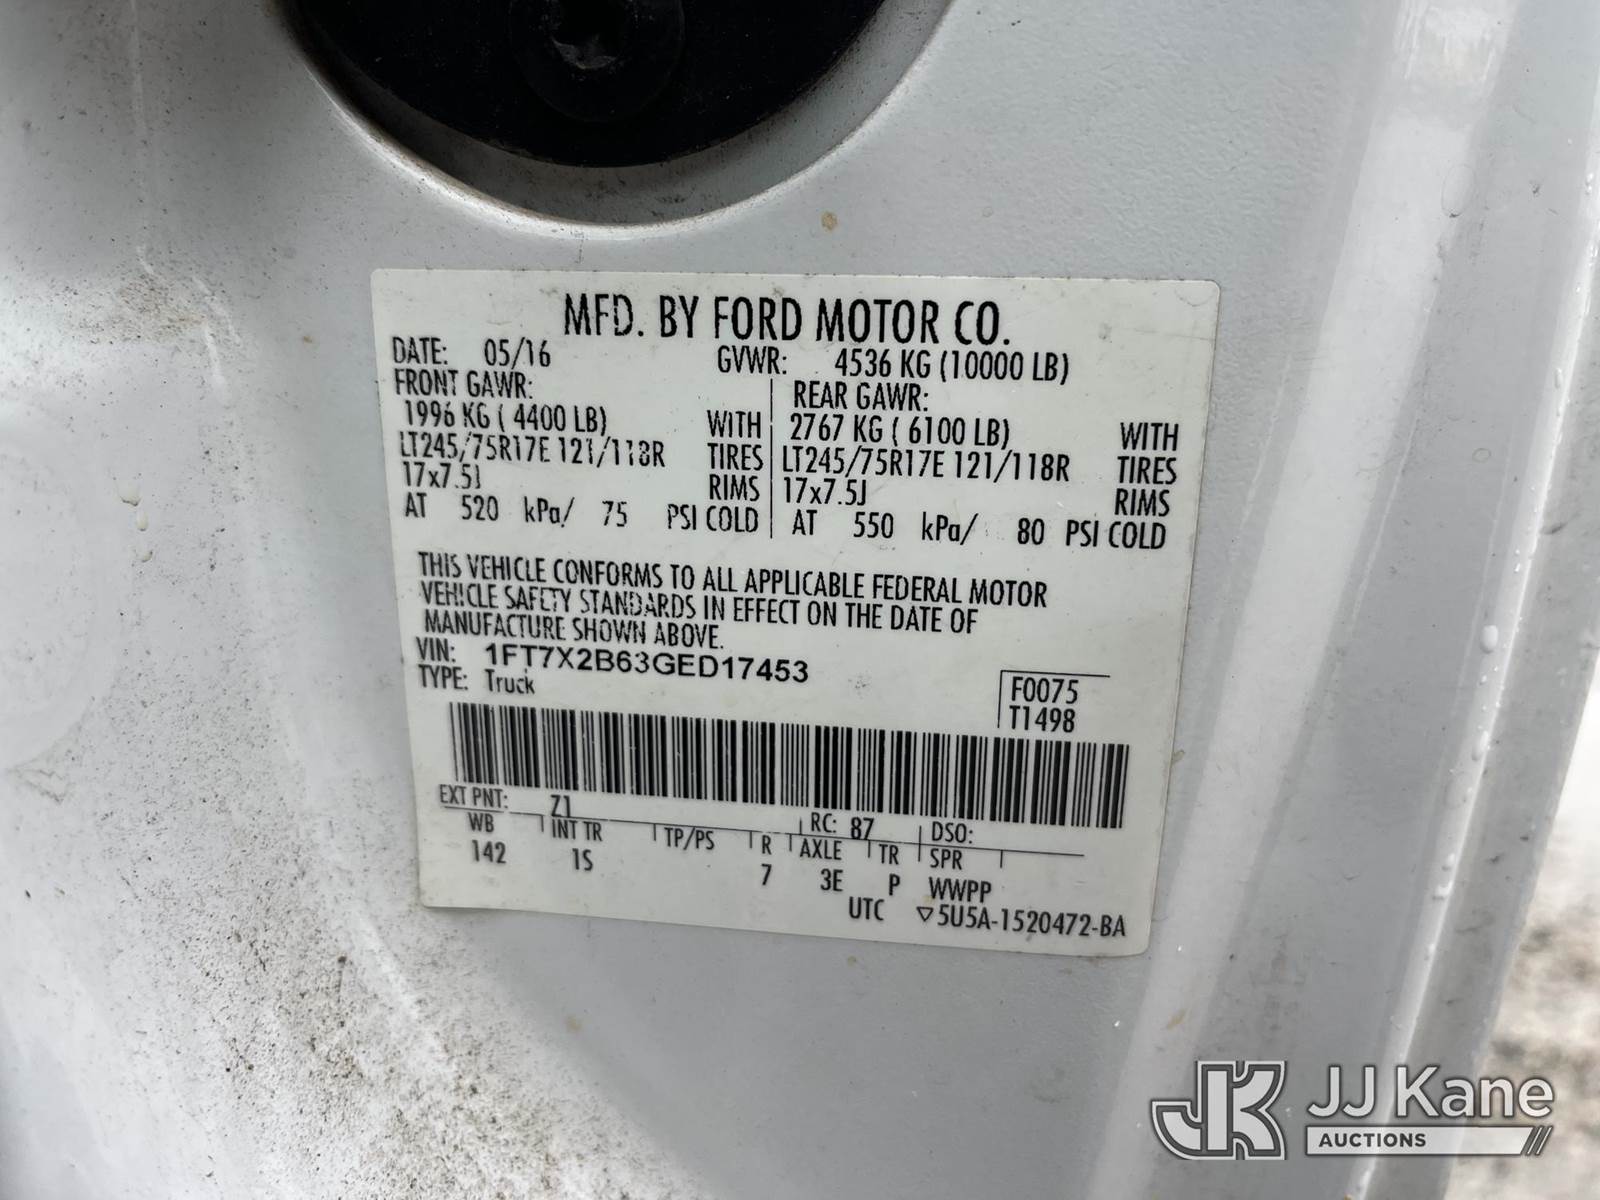 MFD. BY FORD MOTOR CO.
DATE: 05/16 GVWR: 4536 KG (10000 LB)
FRONT GAWR: REAR GAWR:
1996 KG ( 4400 LB) WITH 2767 KG ( 6100 LB) WITH
LT245/75R17E 121/118R TIRES LT245/75R17E 121/118R TIRES
17x7.5J RIMS 17x7.5J RIMS
AT 520 kPa/ 75 PSI COLD AT 550 kPa/ 80 PSI COLD
THIS VEHICLE CONFORMS TO ALL APPLICABLE FEDERAL MOTOR
VEHICLE SAFETY STANDARDS IN EFFECT ON THE DATE OF
MANUFACTURE SHOWN ABOVE.
VIN: 1FT7X2B63GED17453
TYPE: Truck
F0075
T1498
EXT PNT: Z1 RC: 87 DSO:
WB INT TR TP/PS R AXLE TR SPR
142 1S 7 3E P WWPP
UTC ▽5U5A-1520472-BA
JK JJ Kane
AUCTIONS